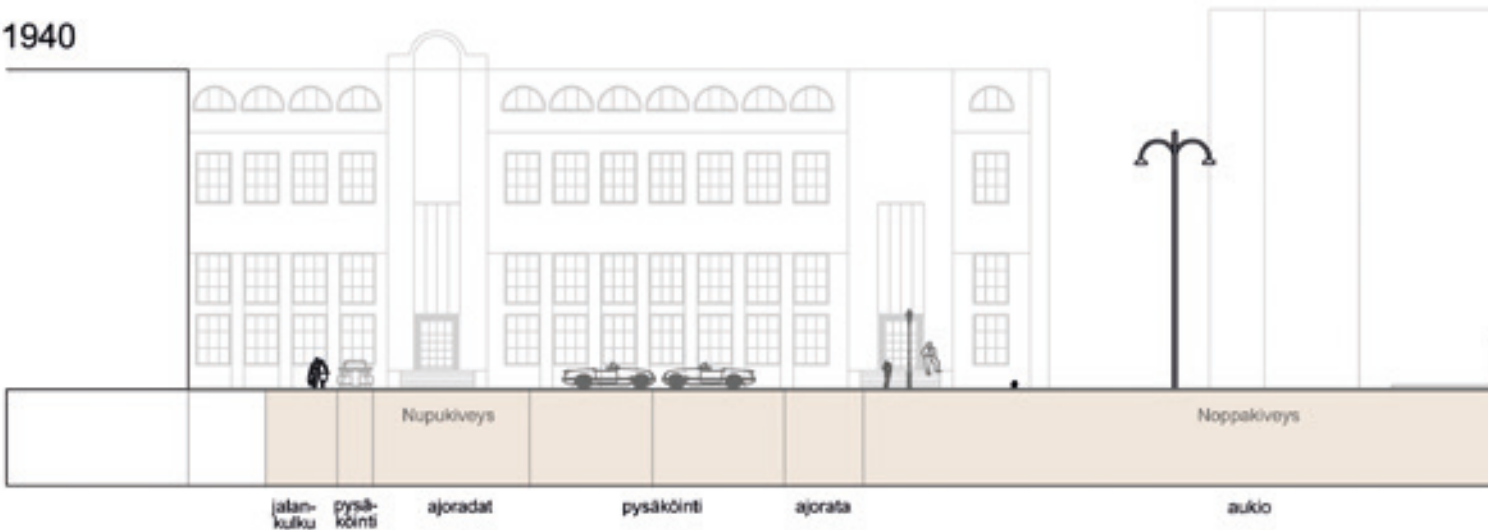 1940
Nupukiveys
Noppakiveys
jalan-
kulku
pysä-
köinti
ajoradat
pysäköinti
ajorata
aukio